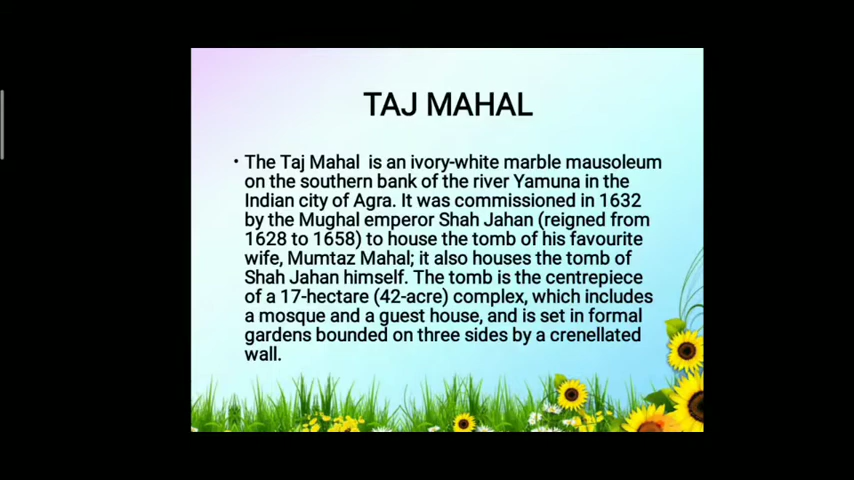 TAJ MAHAL
• The Taj Mahal is an ivory-white marble mausoleum
on the southern bank of the river Yamuna in the
Indian city of Agra. It was commissioned in 1632
by the Mughal emperor Shah Jahan (reigned from
1628 to 1658) to house the tomb of his favourite
wife, Mumtaz Mahal; it also houses the tomb of
Shah Jahan himself. The tomb is the centrepiece
of a 17-hectare (42-acre) complex, which includes
a mosque and a guest house, and is set in formal
gardens bounded on three sides by a crenellated
wall.